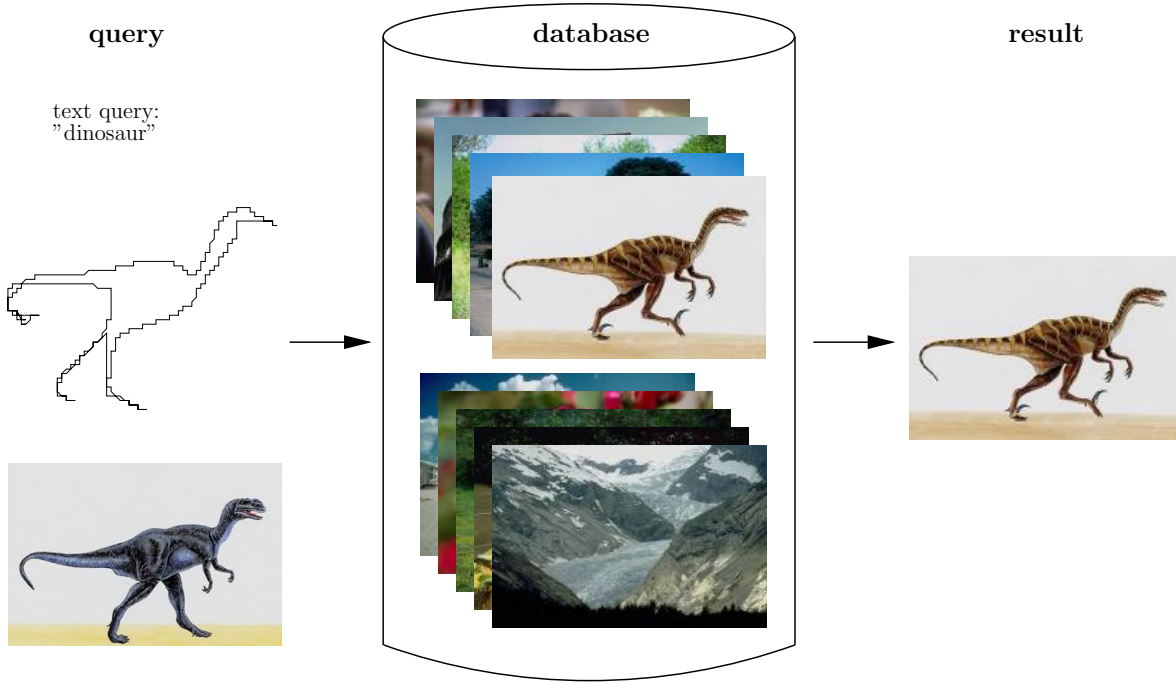 query
database
result
text query:
”dinosaur”